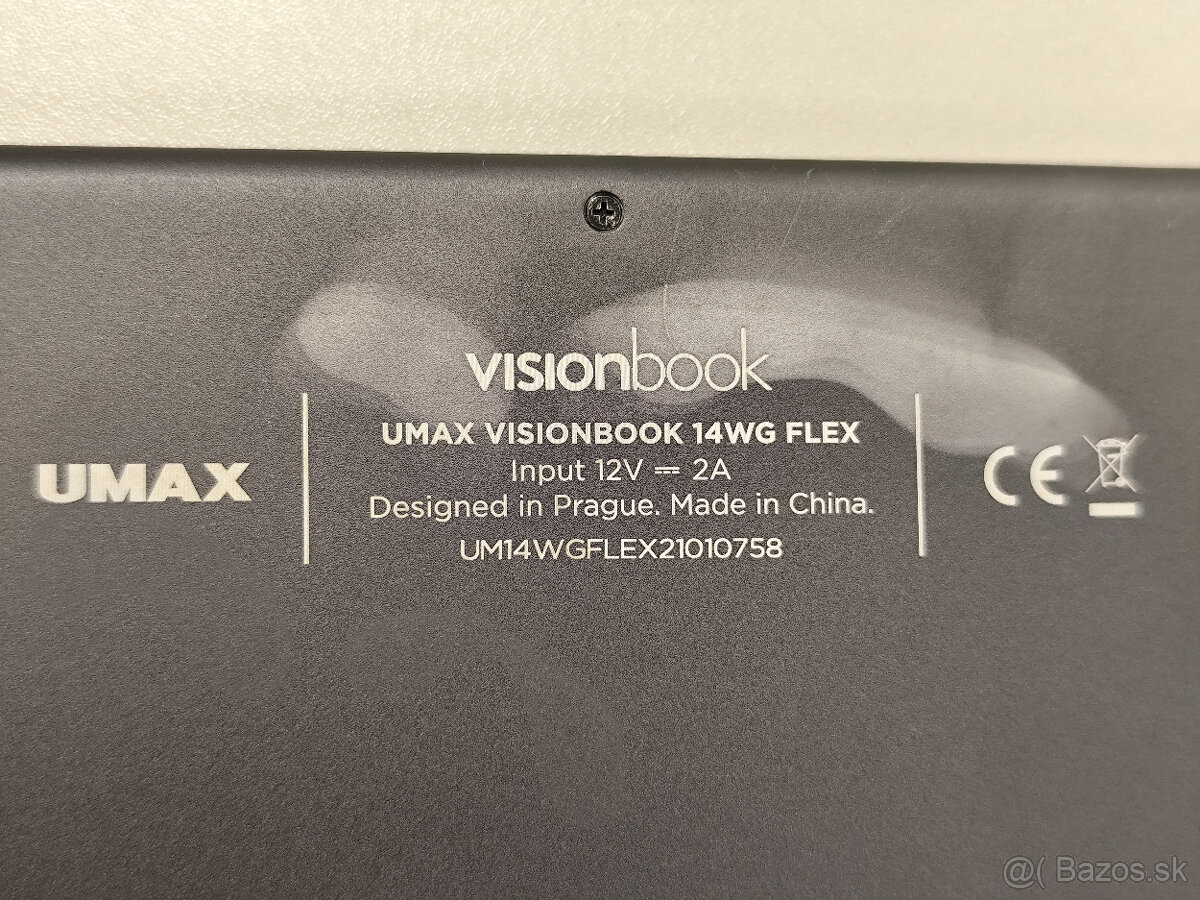 visionbook
UMAX VISIONBOOK 14WG FLEX
Input 12V ⎓ 2A
Designed in Prague. Made in China.
UM14WGFLEX21010758
UMAX
CE
@( Bazos.sk